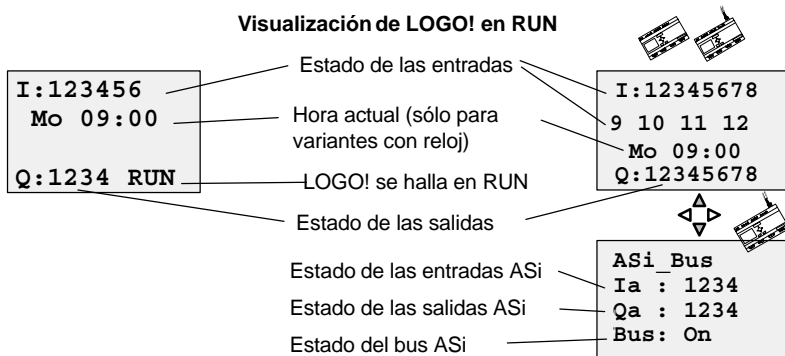 Visualización de LOGO! en RUN
I:123456
Mo 09:00
Q:1234 RUN
Estado de las entradas
Hora actual (sólo para
variantes con reloj)
LOGO! se halla en RUN
Estado de las salidas
I:12345678
9 10 11 12
Mo 09:00
Q:12345678
Estado de las entradas ASi
Estado de las salidas ASi
Estado del bus ASi
ASi_Bus
Ia : 1234
Qa : 1234
Bus: On